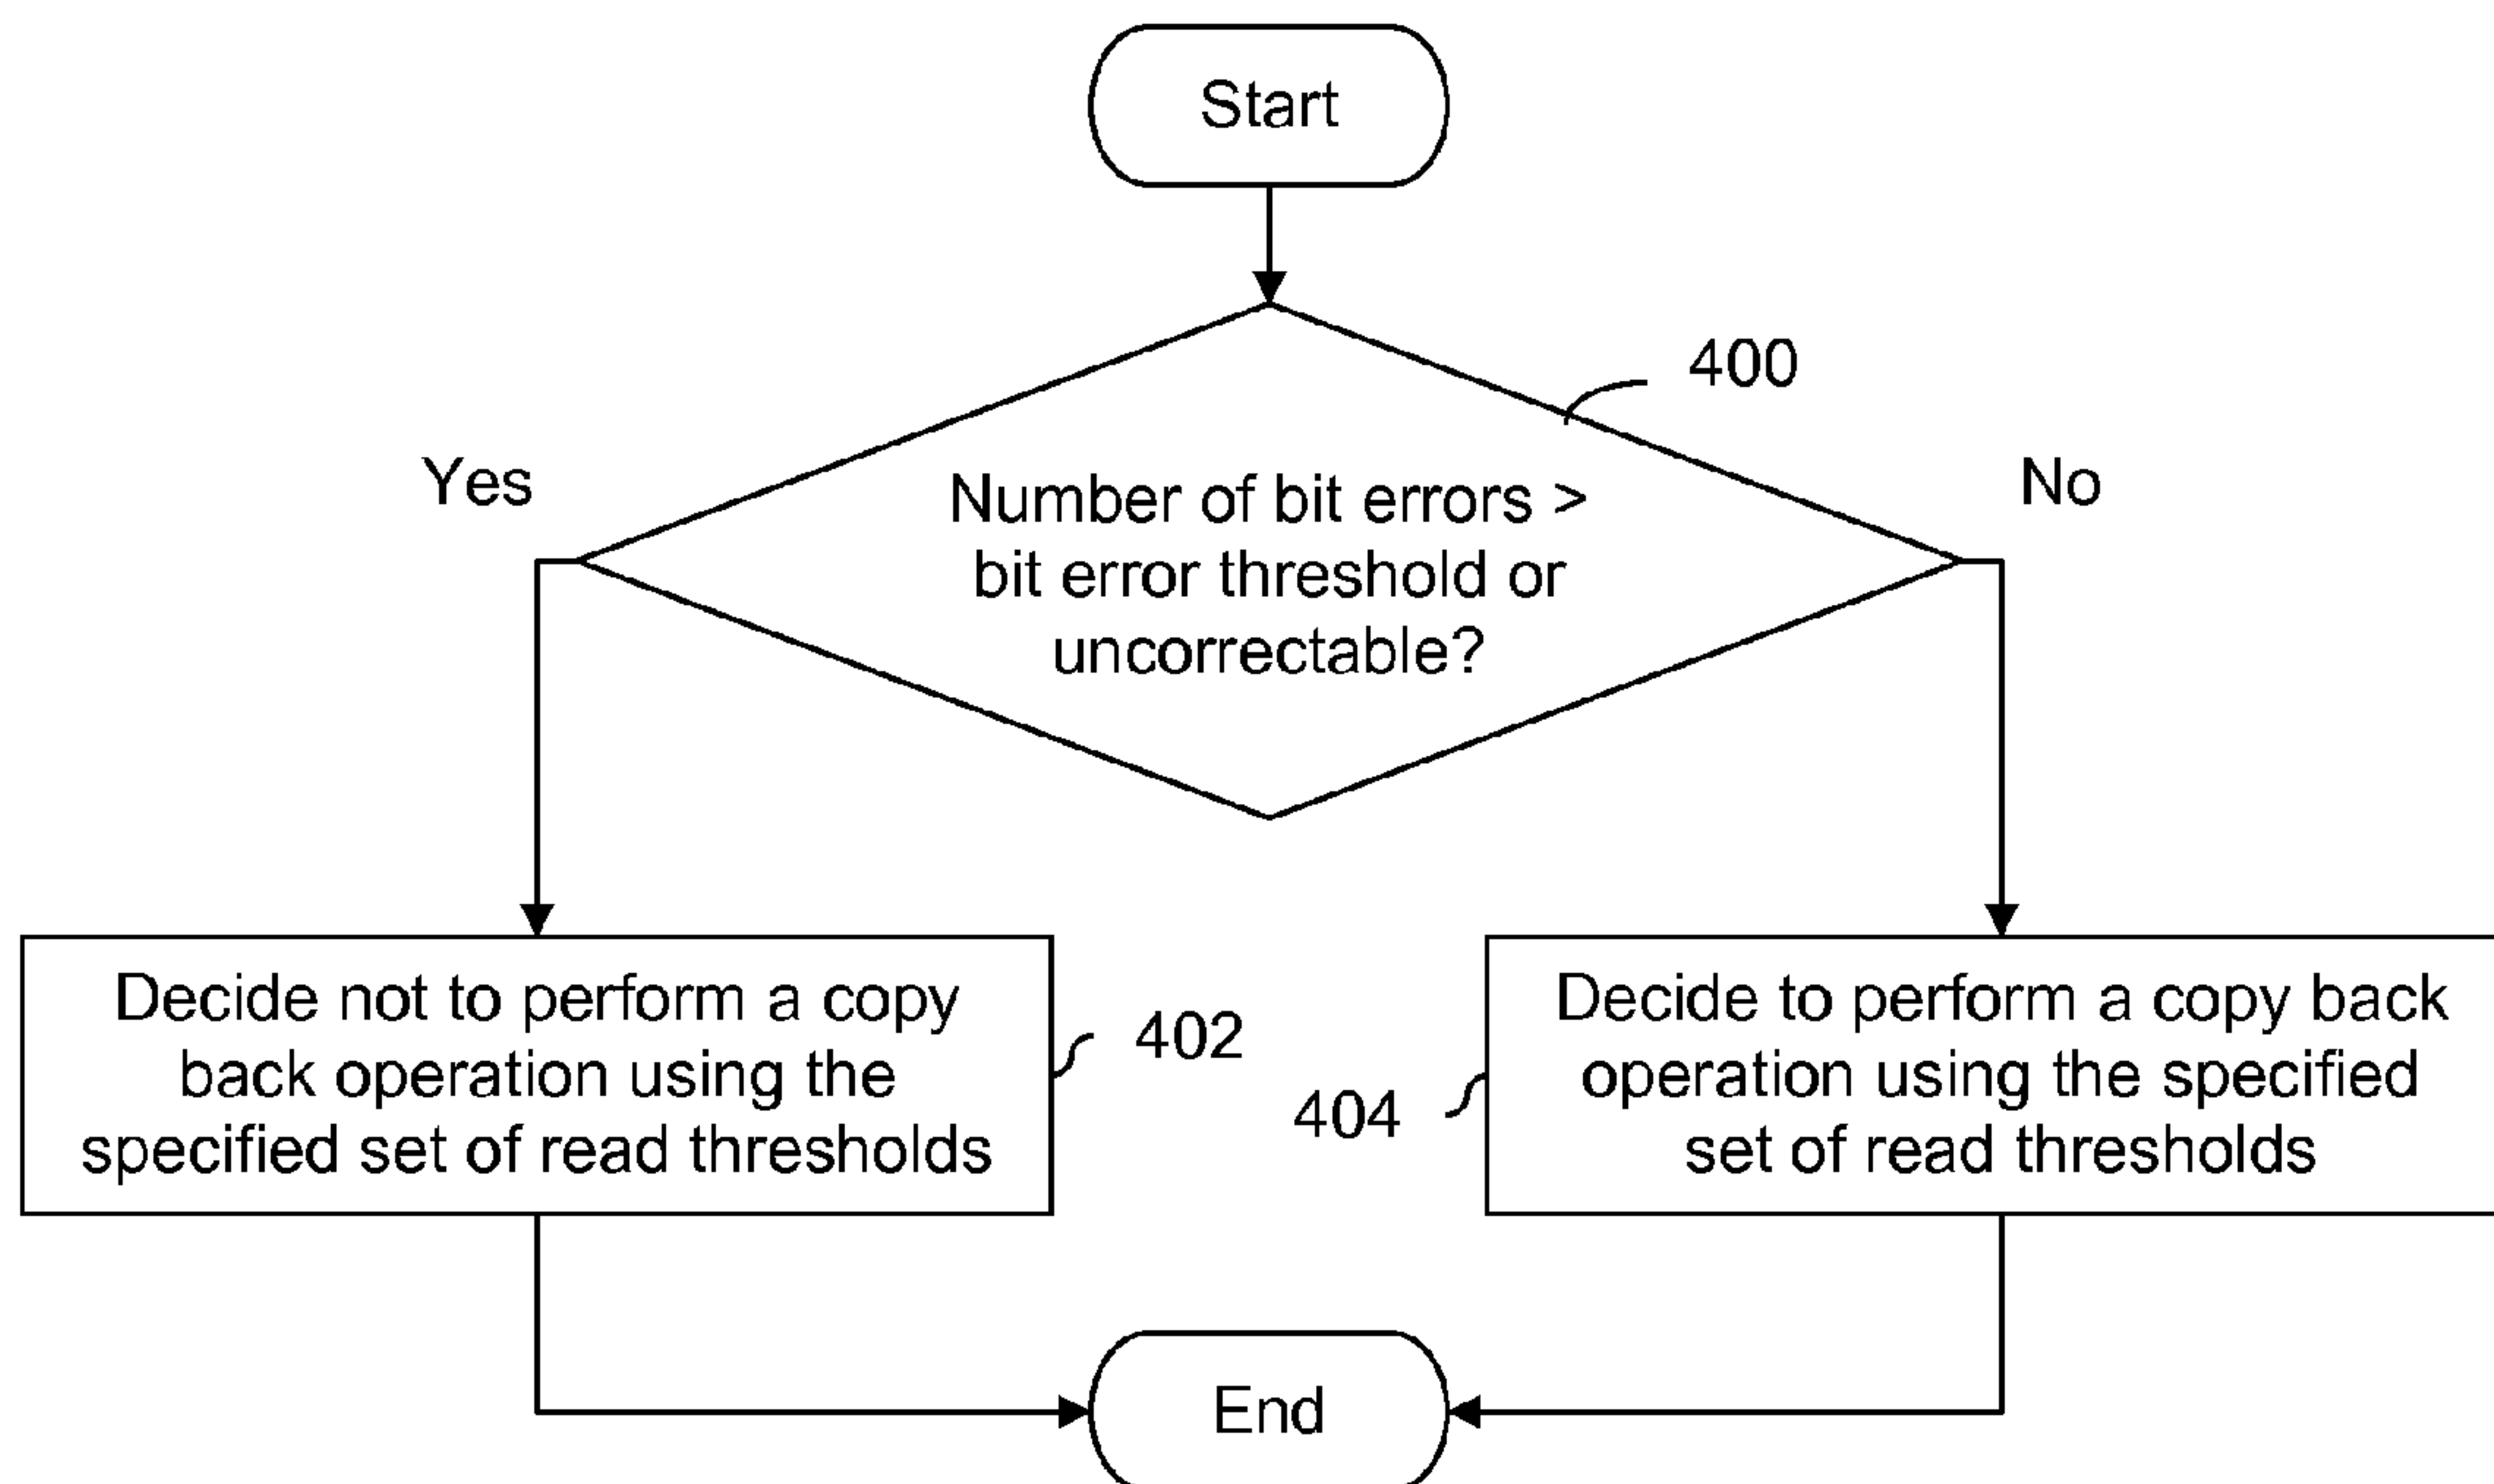 Start
400
Yes
No
Number of bit errors >
bit error threshold or
uncorrectable?
Decide not to perform a copy
back operation using the
specified set of read thresholds
402
404
Decide to perform a copy back
operation using the specified
set of read thresholds
End